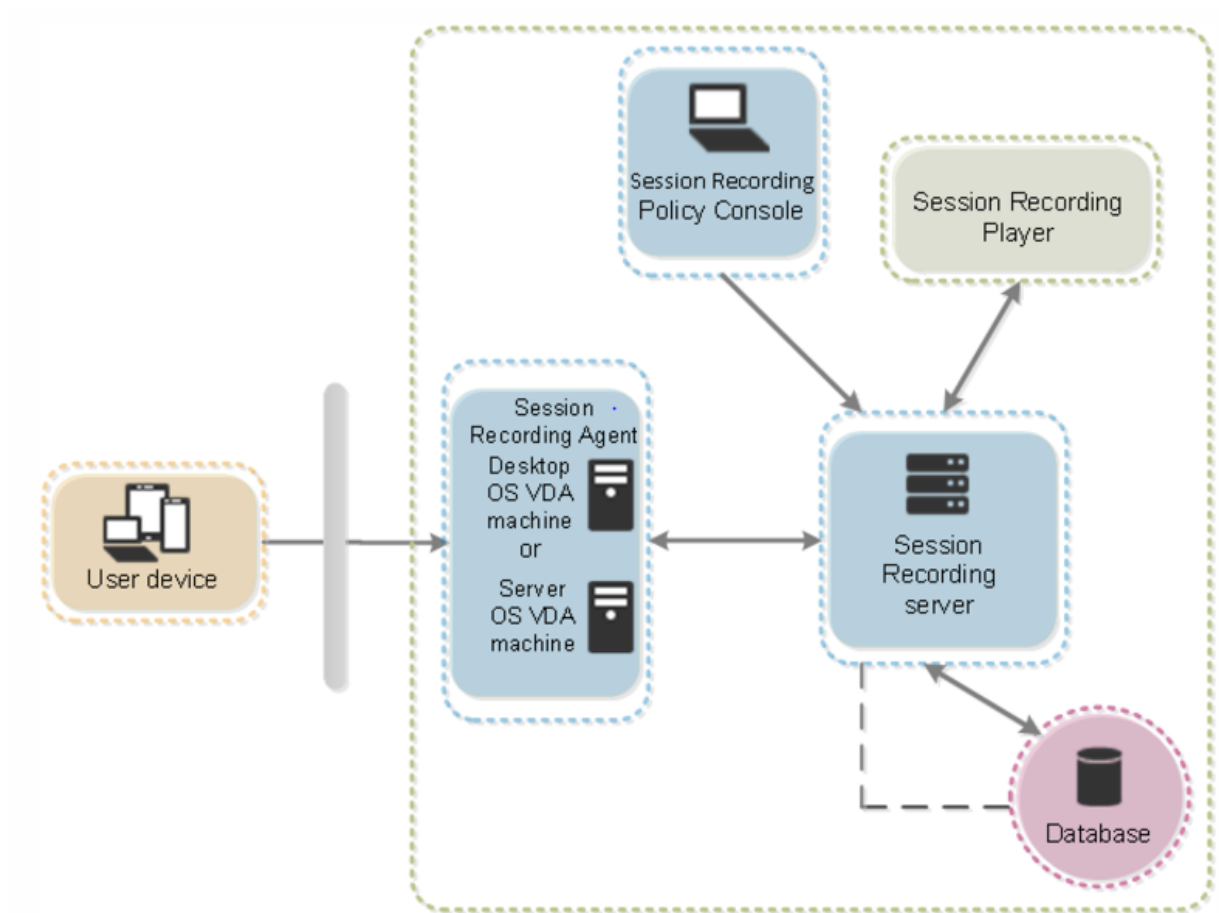 Session Recording
Policy Console
Session Recording
Player
Session
Recording Agent
Desktop
OS VDA
machine
or
Server
OS VDA
machine
User device
Session
Recording
server
Database